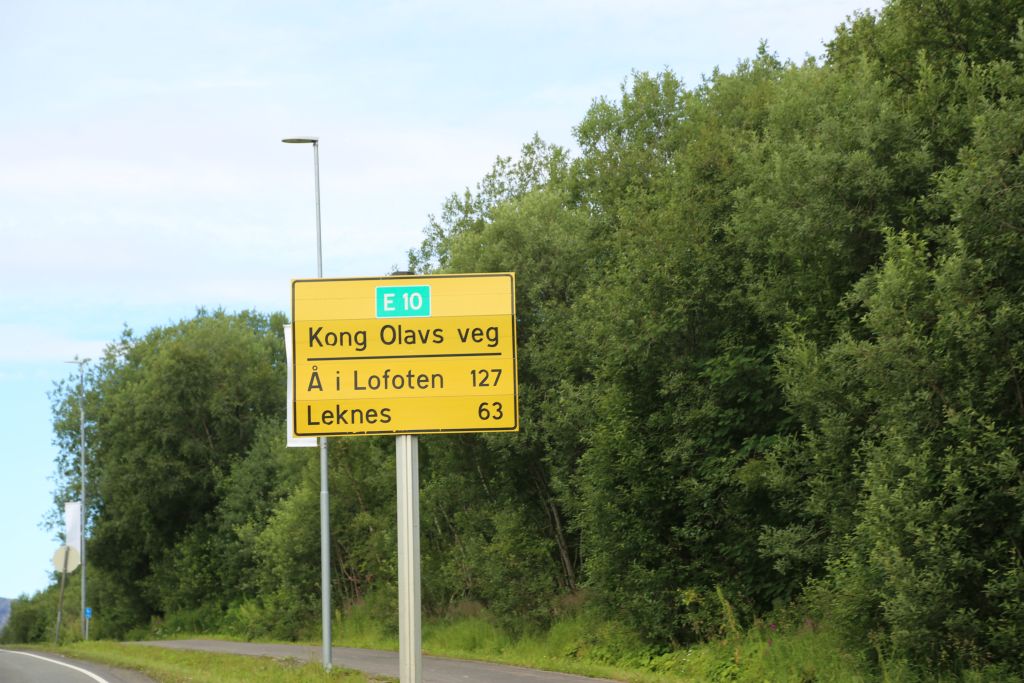 E 10
Kong Olavs veg
Å i Lofoten 127
Leknes 63